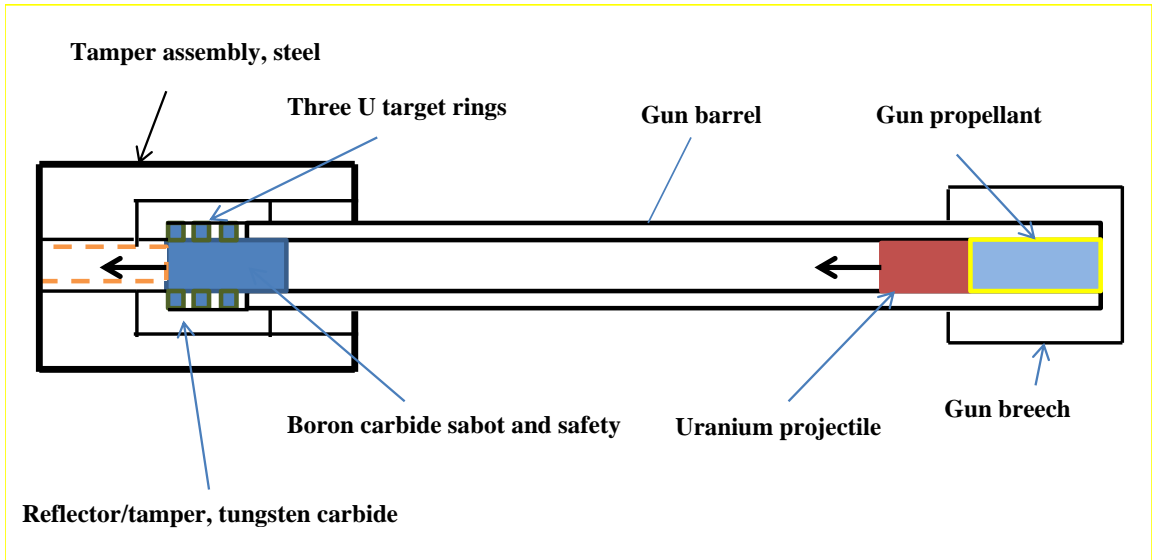 Tamper assembly, steel
Three U target rings
Gun barrel
Gun propellant
Boron carbide sabot and safety
Uranium projectile
Gun breech
Reflector/tamper, tungsten carbide